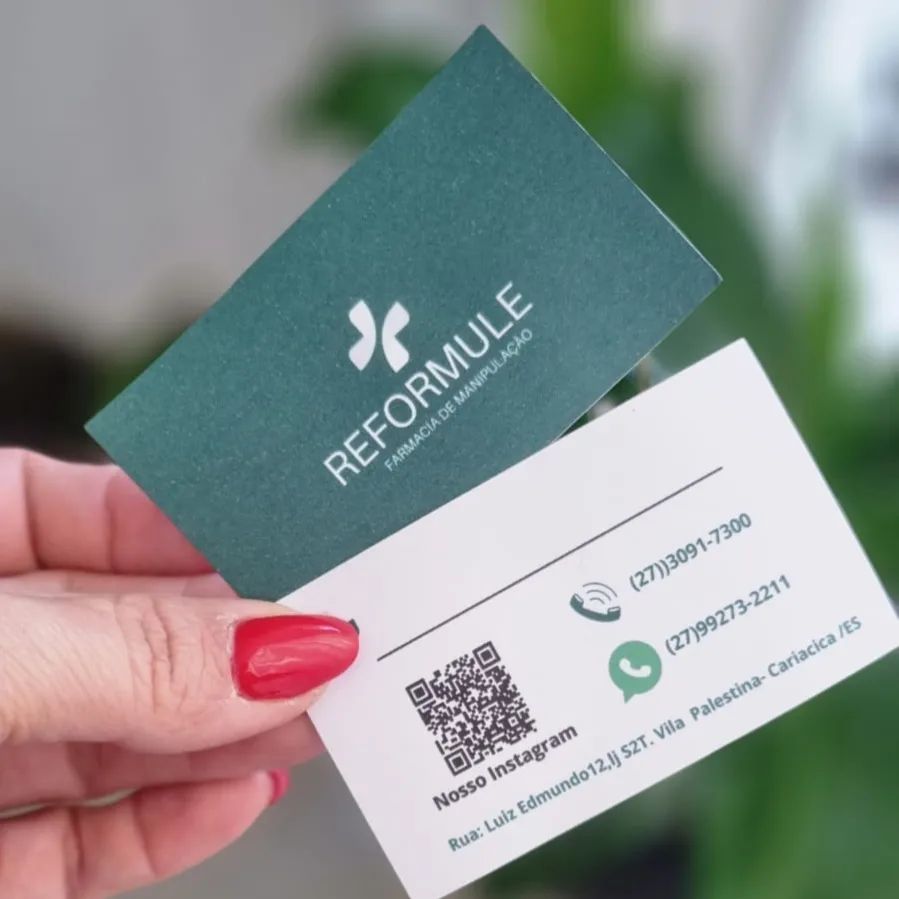 REFORMULE
FARMACIA DE MANIPULAÇÃO
(27))3091-7300
(27)99273-2211
Nosso Instagram
Rua: Luiz Edmundo12,lj S2T. Vila Palestina- Cariacica /ES